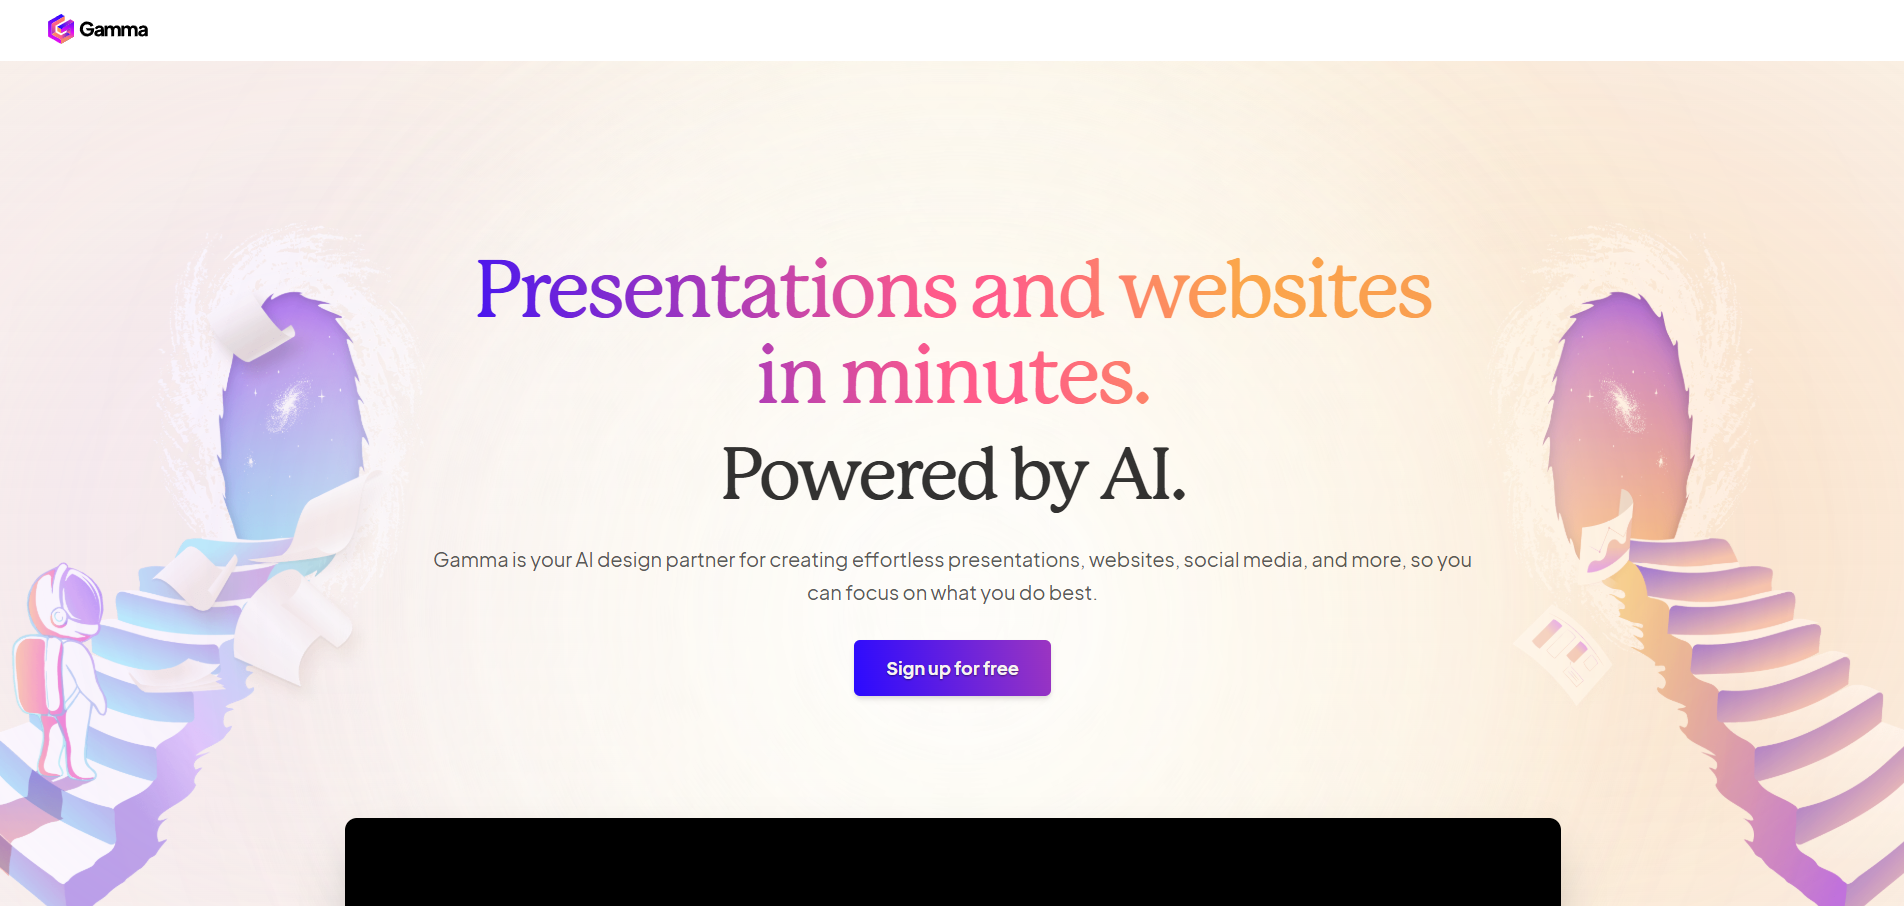 Gamma
Presentations and websites
in minutes.
Powered by AI.
Gamma is your AI design partner for creating effortless presentations, websites, social media, and more, so you
can focus on what you do best.
Sign up for free